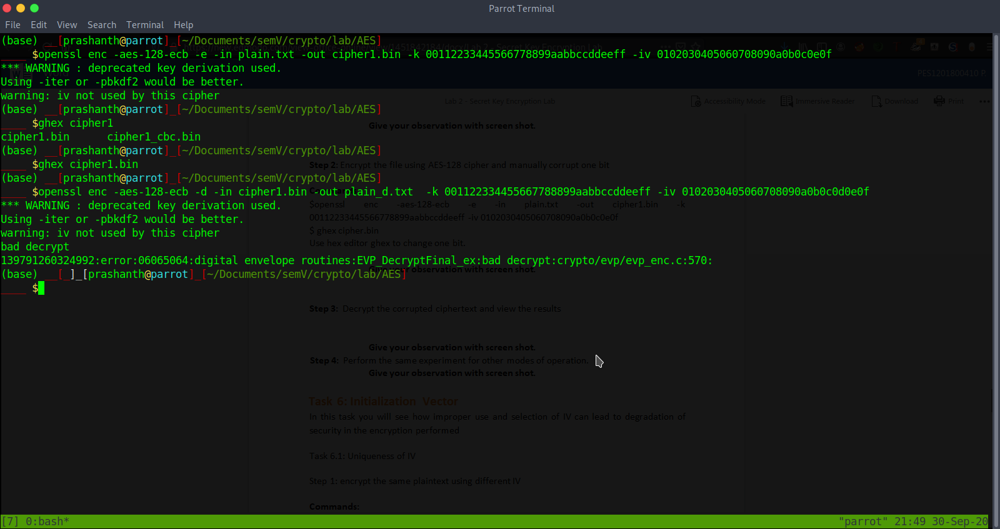 Parrot Terminal
File Edit View Search Terminal Help
(base) __[prashanth@parrot]_[~/Documents/semV/crypto/lab/AES]
____ $openssl enc -aes-128-ecb -e -in plain.txt -out cipher1.bin -k 00112233445566778899aabbccddeeff -iv 0102030405060708090a0b0c0e0f
*** WARNING : deprecated key derivation used.
Using -iter or -pbkdf2 would be better.
PES1201800410 P.
warning: iv not used by this cipher
Lab 2 - Secret Key Encryption Lab Accessibility Mode Immersive Reader Download Print
(base) __[prashanth@parrot]_[~/Documents/semV/crypto/lab/AES]
____ $ghex cipher1
Give your observation with screen shot.
cipher1.bin cipher1_cbc.bin
(base) __[prashanth@parrot]_[~/Documents/semV/crypto/lab/AES]
____ $ghex cipher1.bin
Step 2: Encrypt the file using AES-128 cipher and manually corrupt one bit
(base) __[prashanth@parrot]_[~/Documents/semV/crypto/lab/AES]
____ $openssl enc -aes-128-ecb -d -in cipher1.bin -out plain_d.txt -k 001122334455667788899aabbccddeeff -iv 0102030405060708090a0b0c0d0e0f
*** WARNING : deprecated key derivation used.
$openssl enc -aes-128-ecb -e -in plain.txt -out cipher1.bin -k
Using -iter or -pbkdf2 would be better.
00112233445566778899aabbccddeeff -iv 0102030405060708090a0b0c0e0f
warning: iv not used by this cipher
$ ghex cipher.bin
bad decrypt
Use hex editor ghex to change one bit.
139791260324992:error:06065064:digital envelope routines:EVP_DecryptFinal_ex:bad decrypt:crypto/evp/evp_enc.c:570:
(base) __[_]_[prashanth@parrot]_[~/Documents/semV/crypto/lab/AES]
Give your observation with screen shot.
____ $
Step 3: Decrypt the corrupted ciphertext and view the results
Give your observation with screen shot.
Step 4: Perform the same experiment for other modes of operation.
Give your observation with screen shot.
Task 6: Initialization Vector
In this task you will see how improper use and selection of IV can lead to degradation of
security in the encryption performed
Task 6.1: Uniqueness of IV
Step 1: encrypt the same plaintext using different IV
Commands:
[7] 0:bash* "parrot" 21:49 30-Sep-20